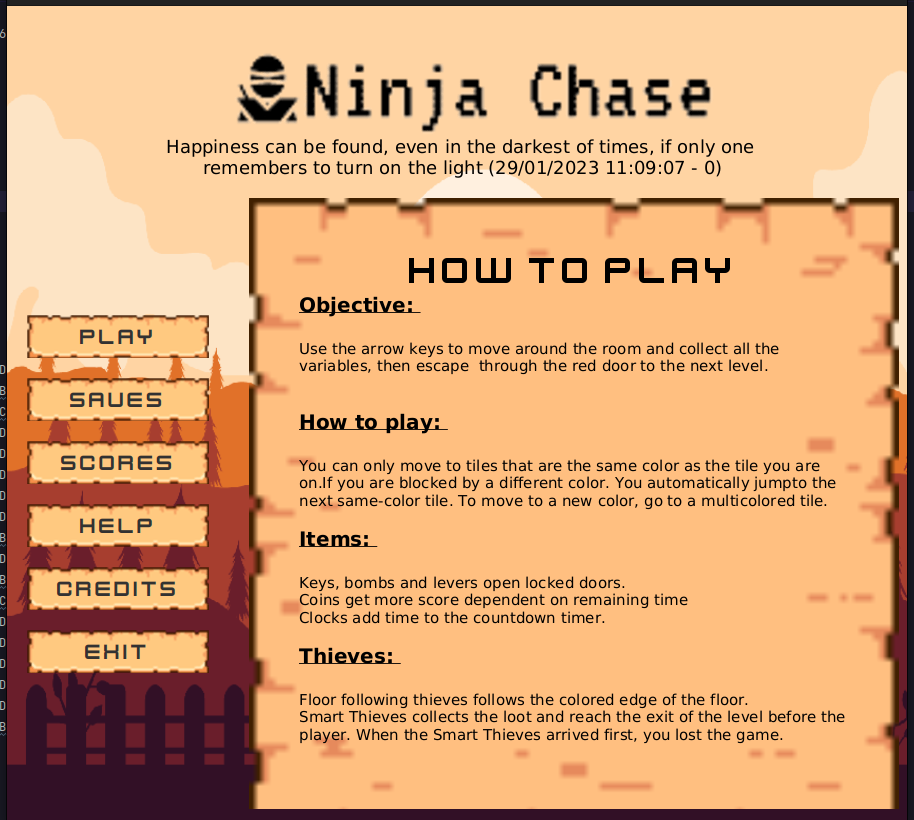 Ninja Chase
Happiness can be found, even in the darkest of times, if only one
remembers to turn on the light (29/01/2023 11:09:07 - 0)
HOW TO PLAY
Objective:
Use the arrow keys to move around the room and collect all the
variables, then escape  through the red door to the next level.
How to play:
You can only move to tiles that are the same color as the tile you are
on.If you are blocked by a different color. You automatically jumpto the
next same-color tile. To move to a new color, go to a multicolored tile.
Items:
Keys, bombs and levers open locked doors.
Coins get more score dependent on remaining time
Clocks add time to the countdown timer.
Thieves:
Floor following thieves follows the colored edge of the floor.
Smart Thieves collects the loot and reach the exit of the level before the
player. When the Smart Thieves arrived first, you lost the game.
PLAY
SAVES
SCORES
HELP
CREDITS
EXIT